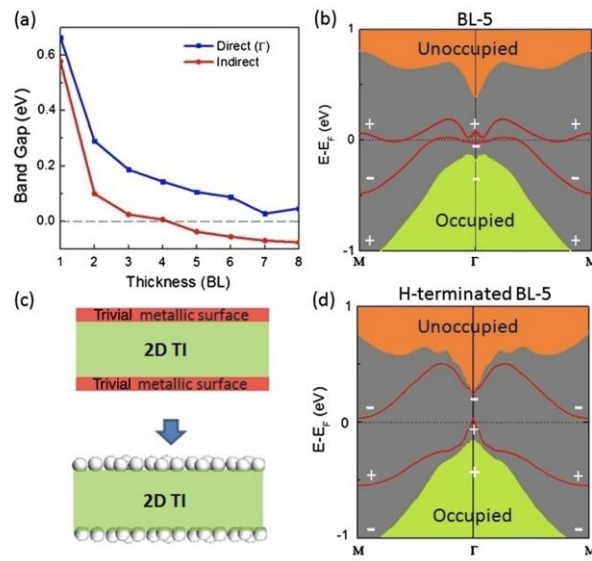 (a)
0.6
0.4
0.2
0.0
Band Gap (eV)
Direct (Γ)
Indirect
1 2 3 4 5 6 7 8
Thickness (BL)
(b)
BL-5
1
0
-1
E-E_F (eV)
Unoccupied
+ + +
-
- - -
Occupied
+ +
M Γ M
(c)
Trivial metallic surface
2D TI
Trivial metallic surface
2D TI
(d)
H-terminated BL-5
1
0
-1
E-E_F (eV)
Unoccupied
- - -
+
+ + +
Occupied
- -
M Γ M